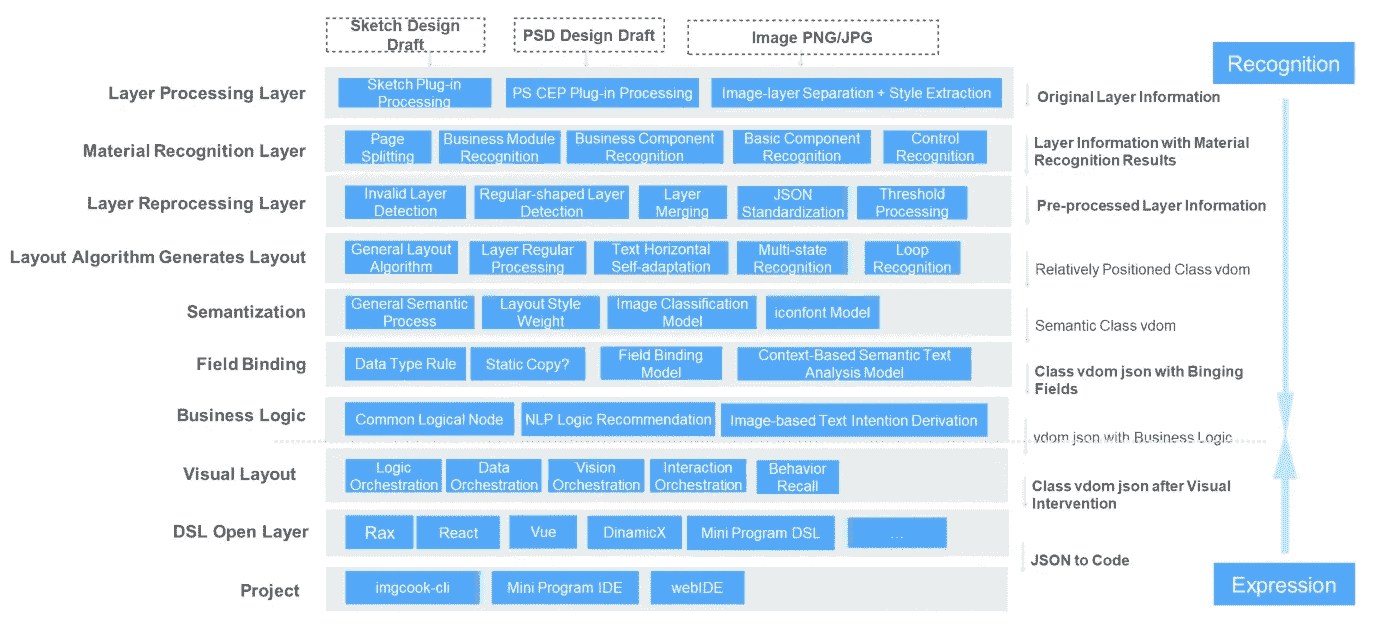 Sketch Design
Draft
PSD Design Draft
Image PNG/JPG
Recognition
Layer Processing Layer
Sketch Plug-in
Processing
PS CEP Plug-in Processing
Image-layer Separation + Style Extraction
Original Layer Information
Material Recognition Layer
Page
Splitting
Business Module
Recognition
Business Component
Recognition
Basic Component
Recognition
Control
Recognition
Layer Information with Material
Recognition Results
Layer Reprocessing Layer
Invalid Layer
Detection
Regular-shaped Layer
Detection
Layer
Merging
JSON
Standardization
Threshold
Processing
Pre-processed Layer Information
Layout Algorithm Generates Layout
General Layout
Algorithm
Layer Regular
Processing
Text Horizontal
Self-adaptation
Multi-state
Recognition
Loop
Recognition
Relatively Positioned Class vdom
Semantization
General Semantic
Process
Layout Style
Weight
Image Classification
Model
iconfont Model
Semantic Class vdom
Field Binding
Data Type Rule
Static Copy?
Field Binding
Model
Context-Based Semantic Text
Analysis Model
Class vdom json with Binging
Fields
Business Logic
Common Logical Node
NLP Logic Recommendation
Image-based Text Intention Derivation
vdom json with Business Logic
Visual Layout
Logic
Orchestration
Data
Orchestration
Vision
Orchestration
Interaction
Orchestration
Behavior
Recall
Class vdom json after Visual
Intervention
DSL Open Layer
Rax
React
Vue
DinamicX
Mini Program DSL
...
JSON to Code
Project
imgcook-cli
Mini Program IDE
webIDE
Expression